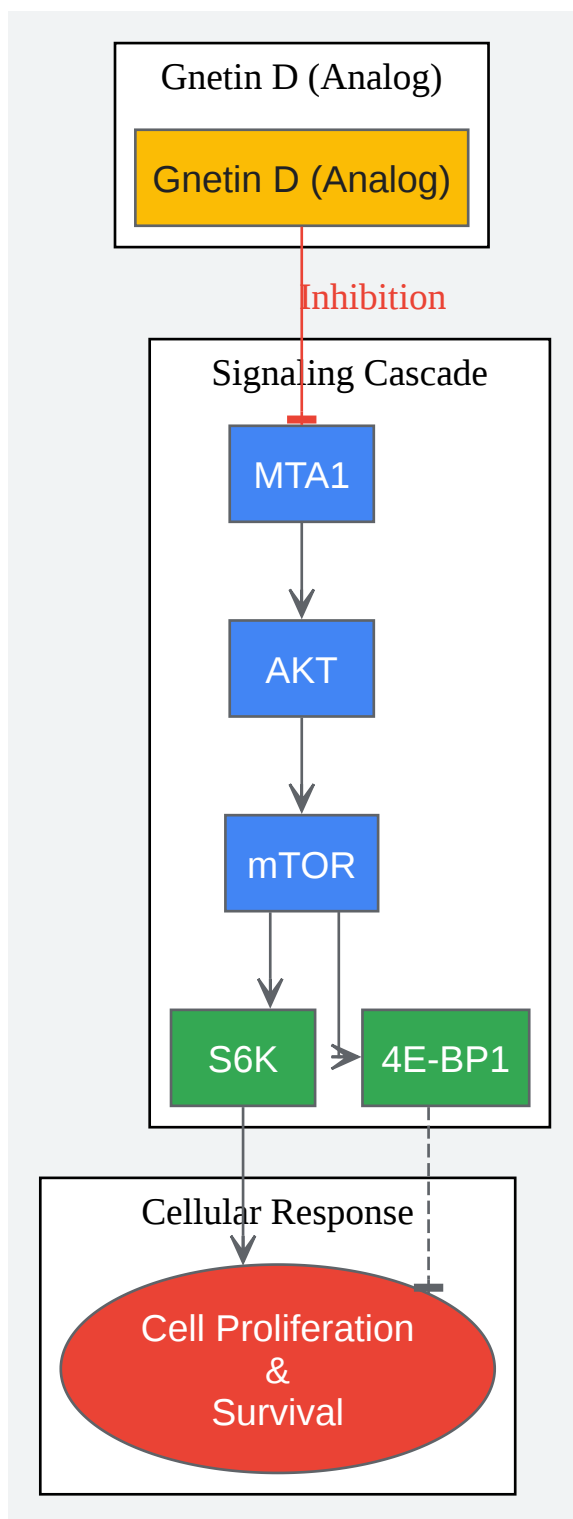 Gnetin D (Analog)
Gnetin D (Analog)
Inhibition
Signaling Cascade
MTA1
AKT
mTOR
S6K
4E-BP1
Cellular Response
Cell Proliferation
&
Survival